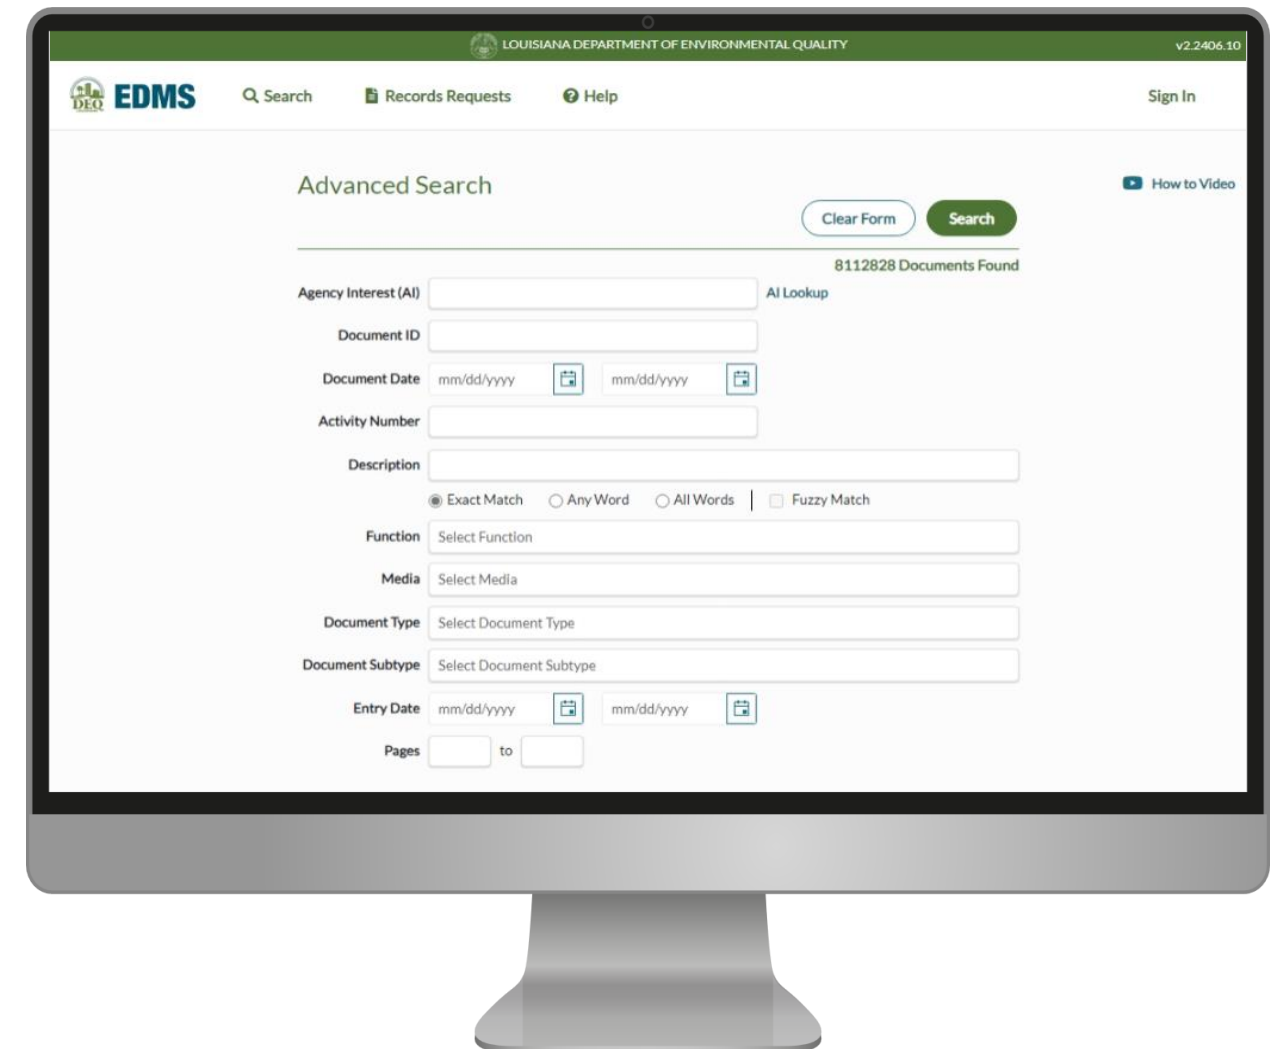 LOUISIANA DEPARTMENT OF ENVIRONMENTAL QUALITY v2.2406.10
DEQ EDMS Search Records Requests Help Sign In
Advanced Search
How to Video
Clear Form Search
8112828 Documents Found
Agency Interest (AI) AI Lookup
Document ID
Document Date mm/dd/yyyy mm/dd/yyyy
Activity Number
Description
Exact Match Any Word All Words Fuzzy Match
Function Select Function
Media Select Media
Document Type Select Document Type
Document Subtype Select Document Subtype
Entry Date mm/dd/yyyy mm/dd/yyyy
Pages to